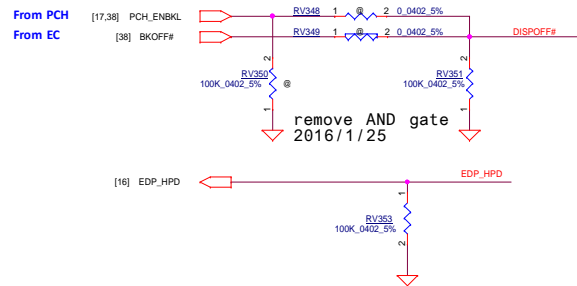 From PCH [17,38] PCH_ENBKL RV348 1 @ 2 0_0402_5%
From EC [38] BKOFF# RV349 1 @ 2 0_0402_5% DISPOFF#
2 2
RV350 RV351
100K_0402_5% @ 100K_0402_5%
1 1
remove AND gate
2016/1/25
[16] EDP_HPD EDP_HPD
1
RV353
100K_0402_5%
2